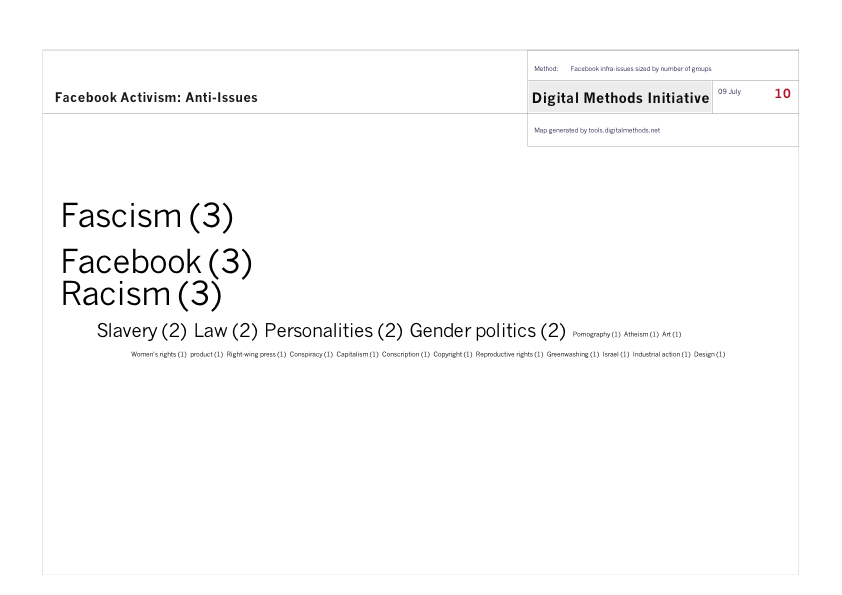 Method: Facebook infra-issues sized by number of groups
Facebook Activism: Anti-Issues
Digital Methods Initiative
09 July
10
Map generated by tools.digitalmethods.net
Fascism (3)
Facebook (3)
Racism (3)
Slavery (2) Law (2) Personalities (2) Gender politics (2) Pornography (1) Atheism (1) Art (1)
Women's rights (1) product (1) Right-wing press (1) Conspiracy (1) Capitalism (1) Conscription (1) Copyright (1) Reproductive rights (1) Greenwashing (1) Israel (1) Industrial action (1) Design (1)